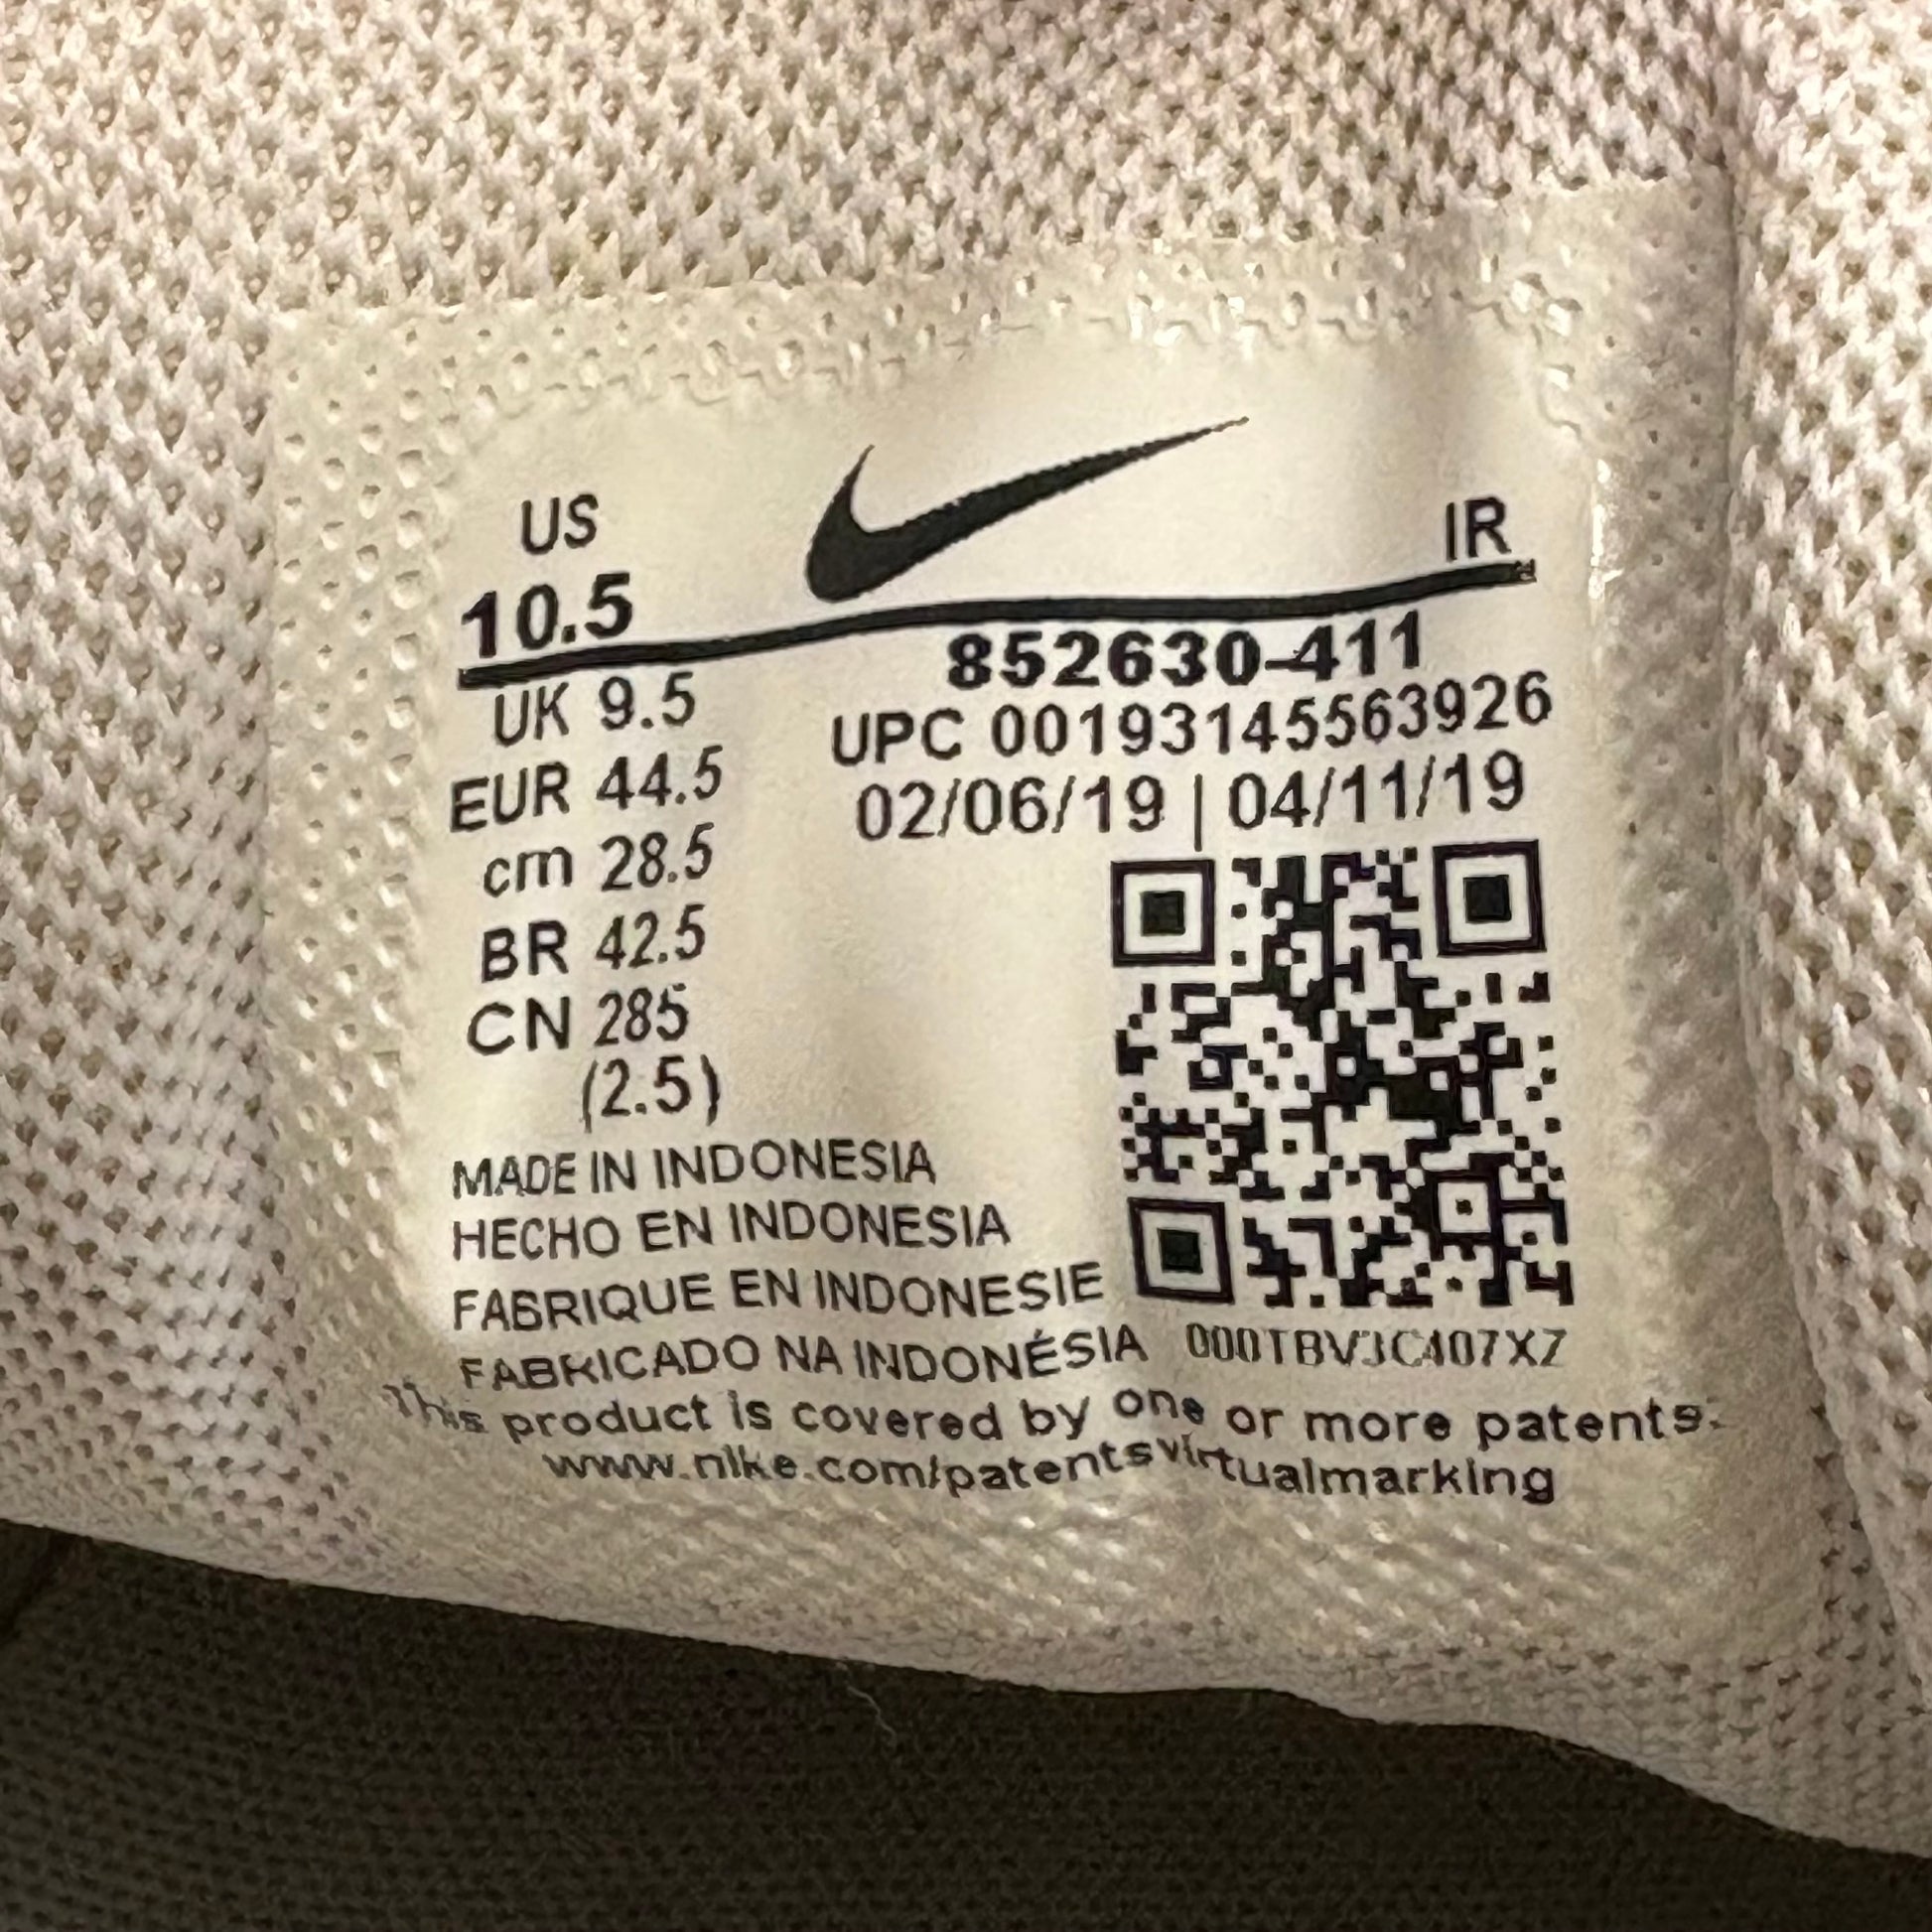 US
10.5
IR
UK 9.5
EUR 44.5
cm 28.5
BR 42.5
CN 285
(2.5)
852630-411
UPC 00193145563926
02/06/19 | 04/11/19
MADE IN INDONESIA
HECHO EN INDONESIA
FABRIQUE EN INDONESIE
FABRICADO NA INDONÉSIA
000TBV3C407XZ
This product is covered by one or more patents:
www.nike.com/patentsvirtualmarking